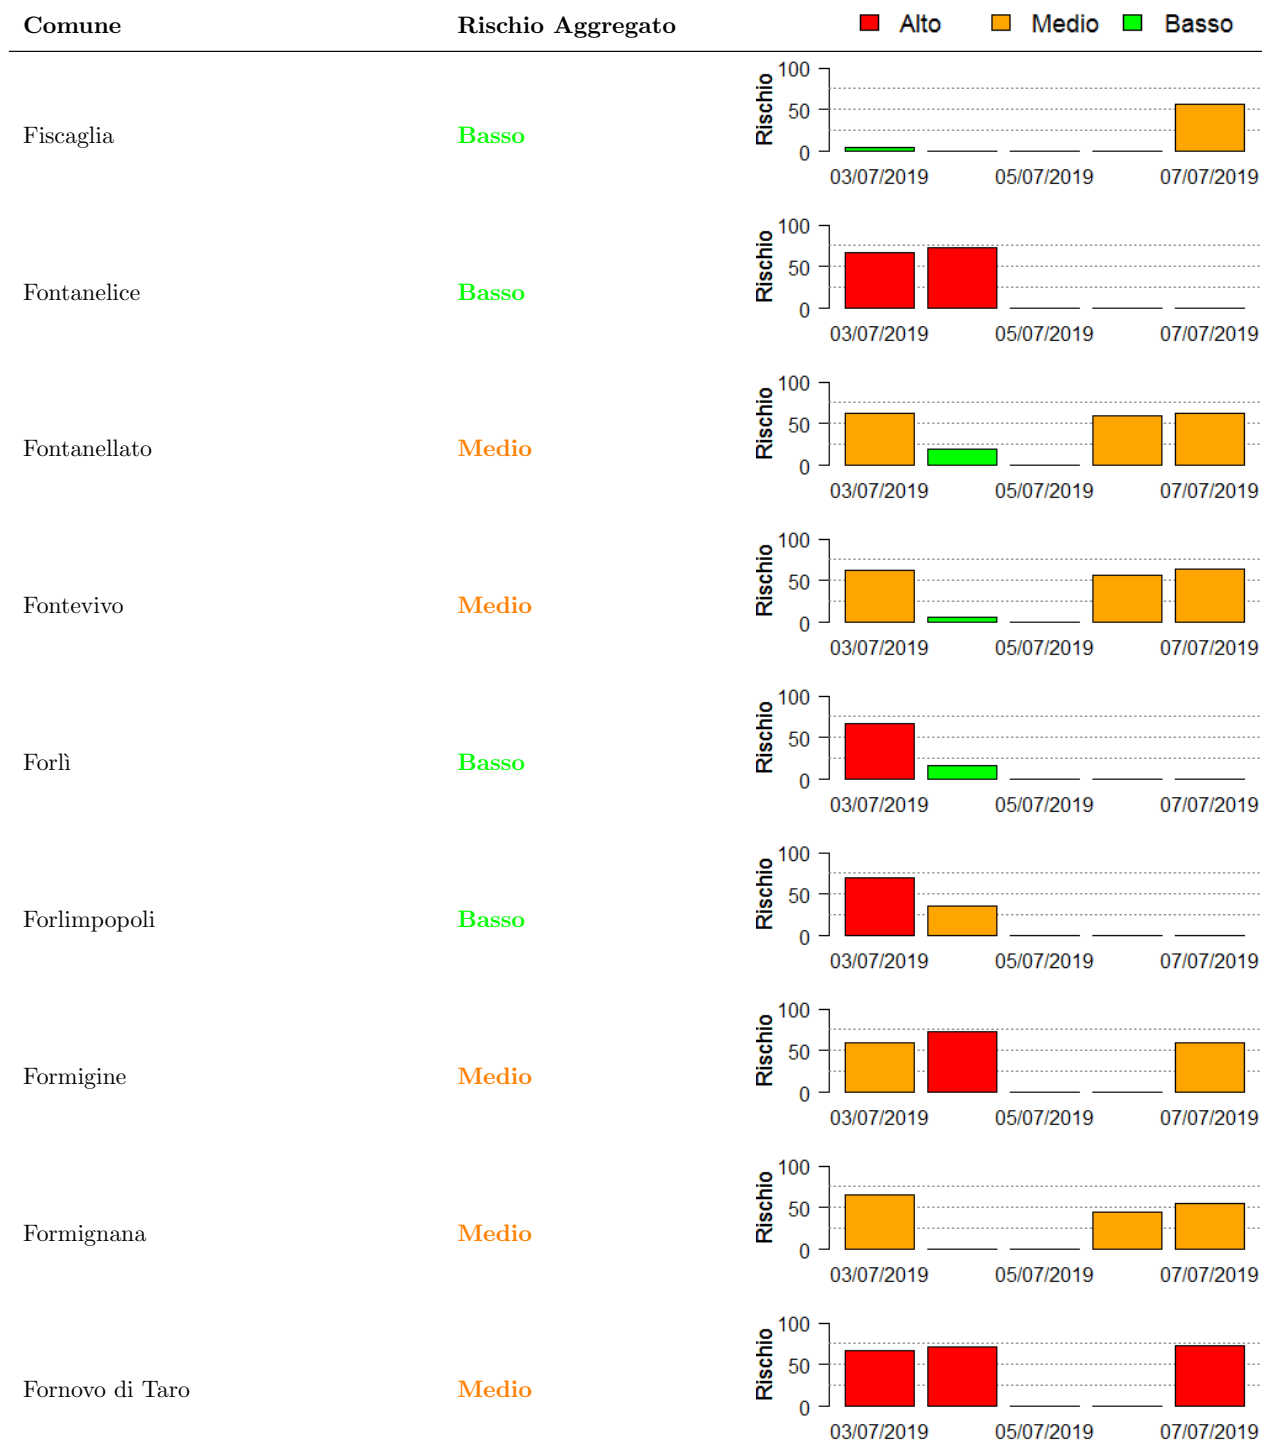 Comune Rischio Aggregato Alto Medio Basso
Fiscaglia Basso Rischio 100 50 0
03/07/2019 05/07/2019 07/07/2019
Fontanelice Basso Rischio 100 50 0
03/07/2019 05/07/2019 07/07/2019
Fontanellato Medio Rischio 100 50 0
03/07/2019 05/07/2019 07/07/2019
Fontevivo Medio Rischio 100 50 0
03/07/2019 05/07/2019 07/07/2019
Forlì Basso Rischio 100 50 0
03/07/2019 05/07/2019 07/07/2019
Forlimpopoli Basso Rischio 100 50 0
03/07/2019 05/07/2019 07/07/2019
Formigine Medio Rischio 100 50 0
03/07/2019 05/07/2019 07/07/2019
Formignana Medio Rischio 100 50 0
03/07/2019 05/07/2019 07/07/2019
Fornovo di Taro Medio Rischio 100 50 0
03/07/2019 05/07/2019 07/07/2019